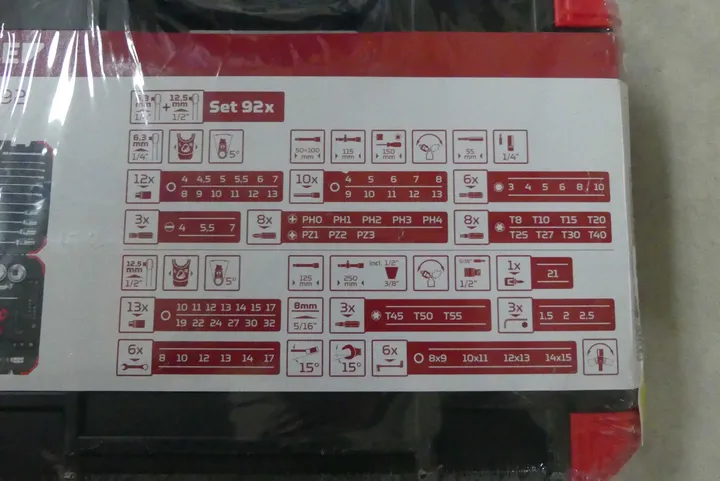 92
6.3 mm 1/4" + 12.5 mm 1/2" Set 92x
6.3 mm 1/4" 5° 50+100 mm 115 mm 150 mm 55 mm 1/4"
12x 4 4,5 5 5,5 6 7
8 9 10 11 12 13
10x 4 5 6 7 8
9 10 11 12 13
6x 3 4 5 6 8 10
3x 4 5,5 7
8x PH0 PH1 PH2 PH3 PH4
PZ1 PZ2 PZ3
8x T8 T10 T15 T20
T25 T27 T30 T40
12.5 mm 1/2" 5° 125 mm 250 mm incl. 1/2" 3/8" 1/2" 1x 21
13x 10 11 12 13 14 15 17
19 22 24 27 30 32
8mm 5/16"
3x T45 T50 T55
3x 1.5 2 2.5
6x 8 10 12 13 14 17
15° 15°
6x 8x9 10x11 12x13 14x15